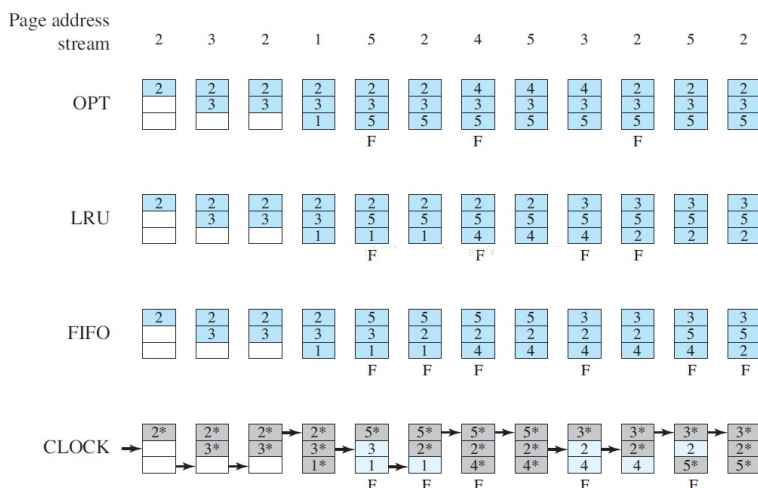 Page address
stream 2 3 2 1 5 2 4 5 3 2 5 2
2 2 2 2 2 2 4 4 4 2 2 2
OPT 3 3 3 3 3 3 3 3 3 3 3
1 5 5 5 5 5 5 5 5
F F F
2 2 2 2 2 2 2 2 3 3 3 3
LRU 3 3 3 5 5 5 5 5 5 5 5
1 1 1 4 4 4 2 2 2
F F F F
2 2 2 2 5 5 5 5 3 3 3 3
FIFO 3 3 3 3 2 2 2 2 2 5 5
1 1 1 4 4 4 4 4 2
F F F F F F
2* 2* 2* 2* 5* 5* 5* 5* 3* 3* 3* 3*
CLOCK 3* 3* 3* 3 2* 2* 2* 2 2* 2 2*
1* 1 1 4* 4* 4 4 5* 5*
F F F F F